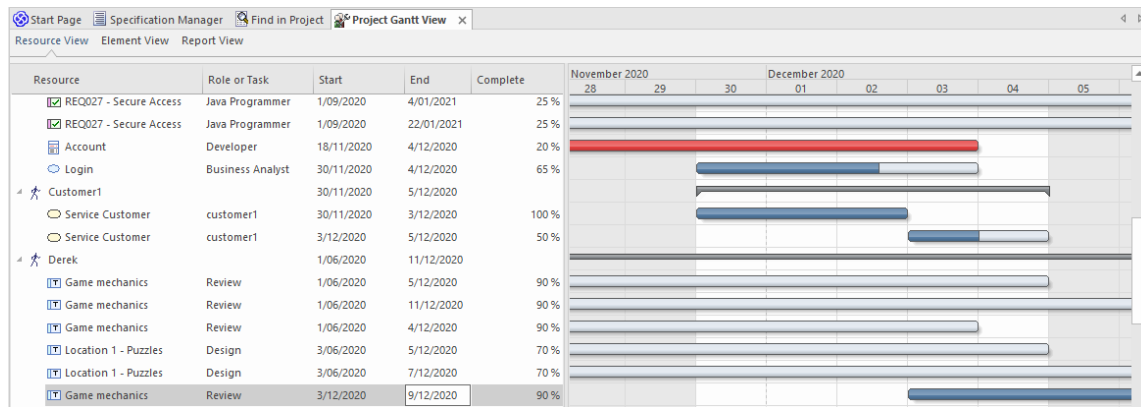 Start Page Specification Manager Find in Project Project Gantt View ×
Resource View Element View Report View
Resource Role or Task Start End Complete November 2020 December 2020
28 29 30 01 02 03 04 05
REQ027 - Secure Access Java Programmer 1/09/2020 4/01/2021 25 %
REQ027 - Secure Access Java Programmer 1/09/2020 22/01/2021 25 %
Account Developer 18/11/2020 4/12/2020 20 %
Login Business Analyst 30/11/2020 4/12/2020 65 %
Customer1 30/11/2020 5/12/2020
Service Customer customer1 30/11/2020 3/12/2020 100 %
Service Customer customer1 3/12/2020 5/12/2020 50 %
Derek 1/06/2020 11/12/2020
Game mechanics Review 1/06/2020 5/12/2020 90 %
Game mechanics Review 1/06/2020 11/12/2020 90 %
Game mechanics Review 1/06/2020 4/12/2020 90 %
Location 1 - Puzzles Design 3/06/2020 5/12/2020 70 %
Location 1 - Puzzles Design 3/06/2020 7/12/2020 70 %
Game mechanics Review 3/12/2020 9/12/2020 90 %